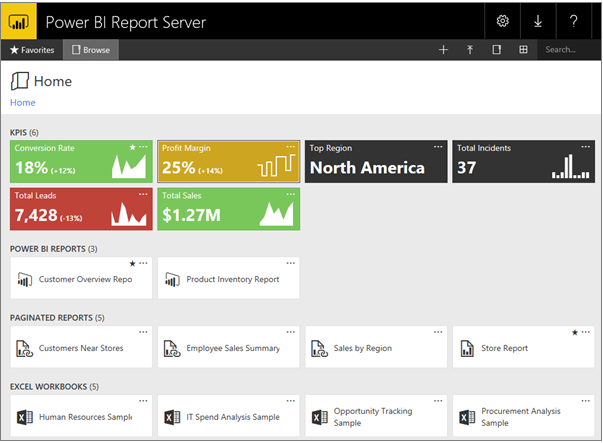 Power BI Report Server
?
Favorites Browse Search...
Home
Home
KPIS (6)
Conversion Rate
18% (+12%)
Profit Margin
25% (+14%)
Top Region
North America
Total Incidents
37
Total Leads
7,428 (-13%)
Total Sales
$1.27M
POWER BI REPORTS (3)
Customer Overview Repo
Product Inventory Report
PAGINATED REPORTS (5)
Customers Near Stores
Employee Sales Summary
Sales by Region
Store Report
EXCEL WORKBOOKS (5)
Human Resources Sample
IT Spend Analysis Sample
Opportunity Tracking
Sample
Procurement Analysis
Sample